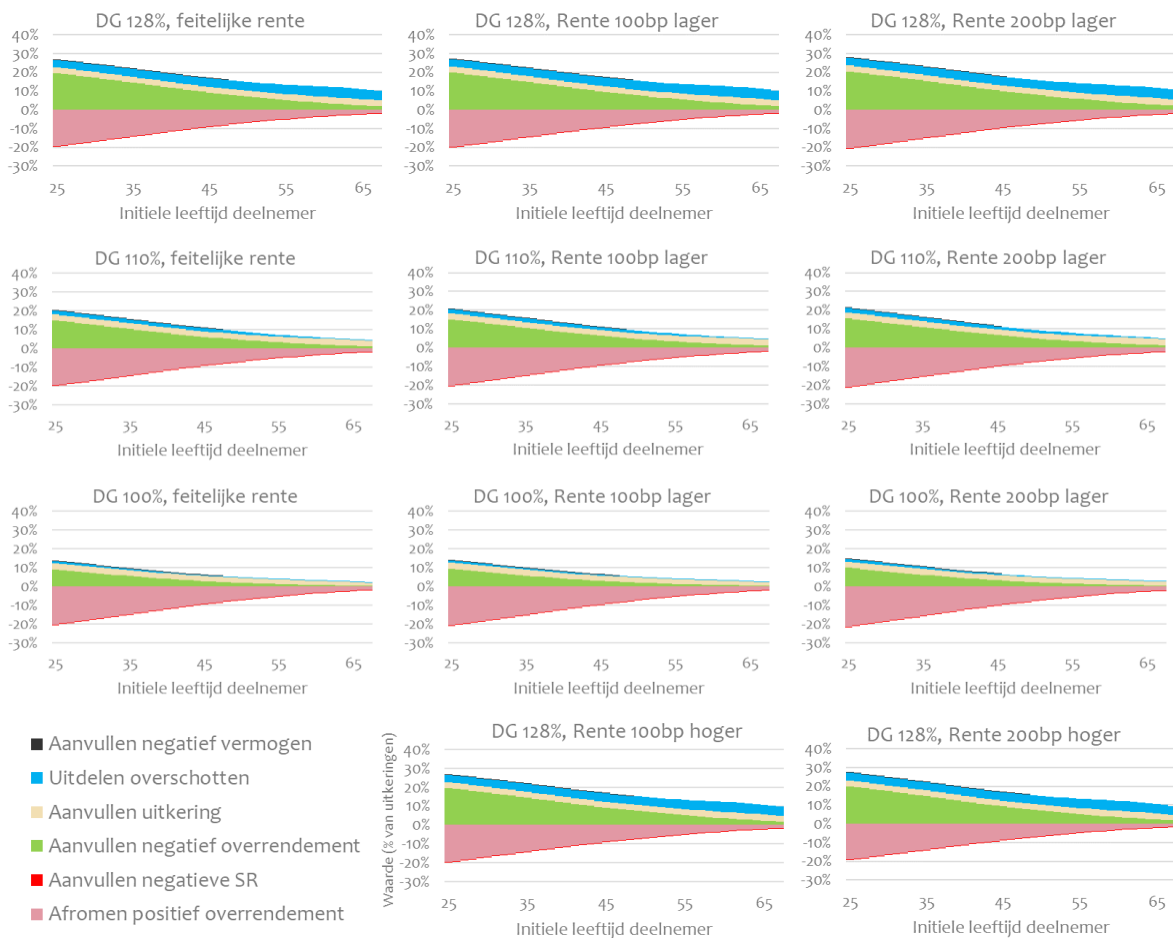 DG 128%, feitelijke rente
40%
30%
20%
10%
0%
-10%
-20%
-30%
25 35 45 55 65
Initiele leeftijd deelnemer
DG 128%, Rente 100bp lager
40%
30%
20%
10%
0%
-10%
-20%
-30%
25 35 45 55 65
Initiele leeftijd deelnemer
DG 128%, Rente 200bp lager
40%
30%
20%
10%
0%
-10%
-20%
-30%
25 35 45 55 65
Initiele leeftijd deelnemer
DG 110%, feitelijke rente
40%
30%
20%
10%
0%
-10%
-20%
-30%
25 35 45 55 65
Initiele leeftijd deelnemer
DG 110%, Rente 100bp lager
40%
30%
20%
10%
0%
-10%
-20%
-30%
25 35 45 55 65
Initiele leeftijd deelnemer
DG 110%, Rente 200bp lager
40%
30%
20%
10%
0%
-10%
-20%
-30%
25 35 45 55 65
Initiele leeftijd deelnemer
DG 100%, feitelijke rente
40%
30%
20%
10%
0%
-10%
-20%
-30%
25 35 45 55 65
Initiele leeftijd deelnemer
DG 100%, Rente 100bp lager
40%
30%
20%
10%
0%
-10%
-20%
-30%
25 35 45 55 65
Initiele leeftijd deelnemer
DG 100%, Rente 200bp lager
40%
30%
20%
10%
0%
-10%
-20%
-30%
25 35 45 55 65
Initiele leeftijd deelnemer
Aanvullen negatief vermogen
Uitdelen overschotten
Aanvullen uitkering
Aanvullen negatief overrendement
Aanvullen negatieve SR
Afromen positief overrendement
DG 128%, Rente 100bp hoger
Waarde (% van uitkeringen)
40%
30%
20%
10%
0%
-10%
-20%
-30%
25 35 45 55 65
Initiele leeftijd deelnemer
DG 128%, Rente 200bp hoger
40%
30%
20%
10%
0%
-10%
-20%
-30%
25 35 45 55 65
Initiele leeftijd deelnemer